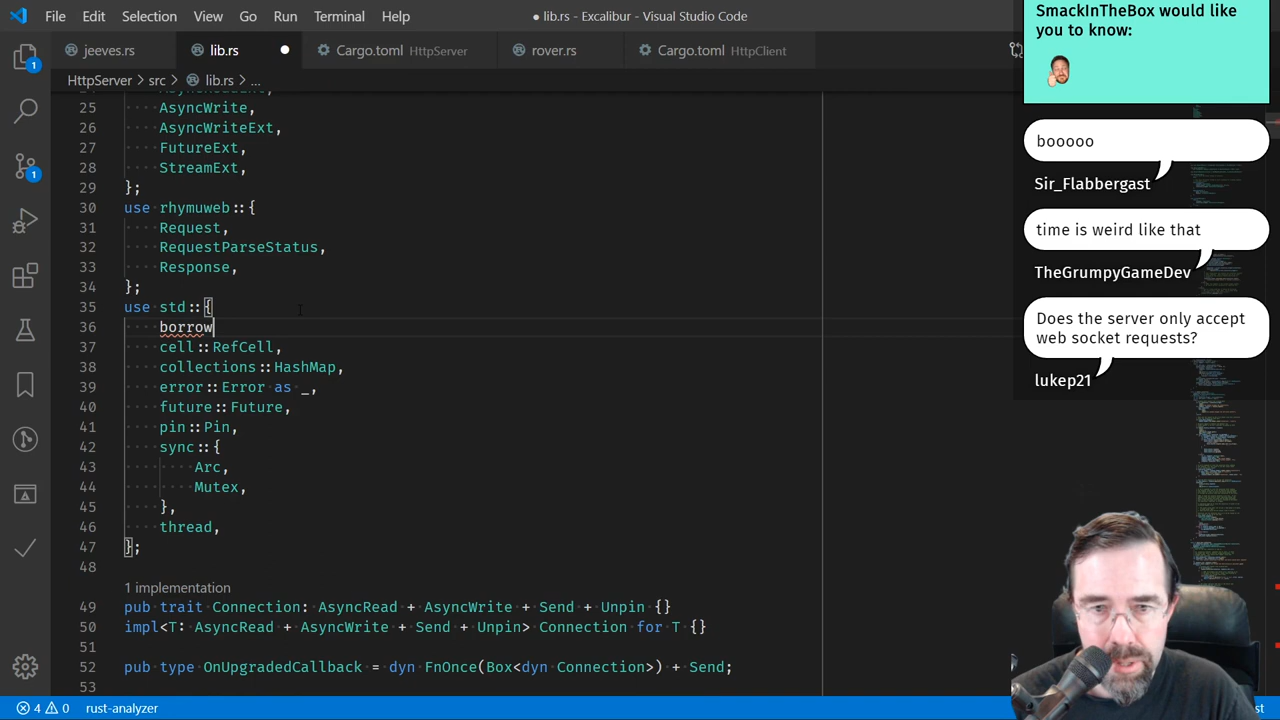 File Edit Selection View Go Run Terminal Help
● lib.rs - Excalibur - Visual Studio Code
jeeves.rs
lib.rs
Cargo.toml HttpServer
rover.rs
Cargo.toml HttpClient
HttpServer > src > lib.rs > ...
25 AsyncWrite,
26 AsyncWriteExt,
27 FutureExt,
28 StreamExt,
29 };
30 use rhymuweb::{
31 Request,
32 RequestParseStatus,
33 Response,
34 };
35 use std::{
36 borrow
37 cell::RefCell,
38 collections::HashMap,
39 error::Error as _,
40 future::Future,
41 pin::Pin,
42 sync::{
43 Arc,
44 Mutex,
45 },
46 thread,
47 };
48
1 implementation
49 pub trait Connection: AsyncRead + AsyncWrite + Send + Unpin {}
50 impl<T: AsyncRead + AsyncWrite + Send + Unpin> Connection for T {}
51
52 pub type OnUpgradedCallback = dyn FnOnce(Box<dyn Connection>) + Send;
53
1
1
4 0 rust-analyzer
SmackInTheBox would like
you to know:
booooo
Sir_Flabbergast
time is weird like that
TheGrumpyGameDev
Does the server only accept
web socket requests?
lukep21